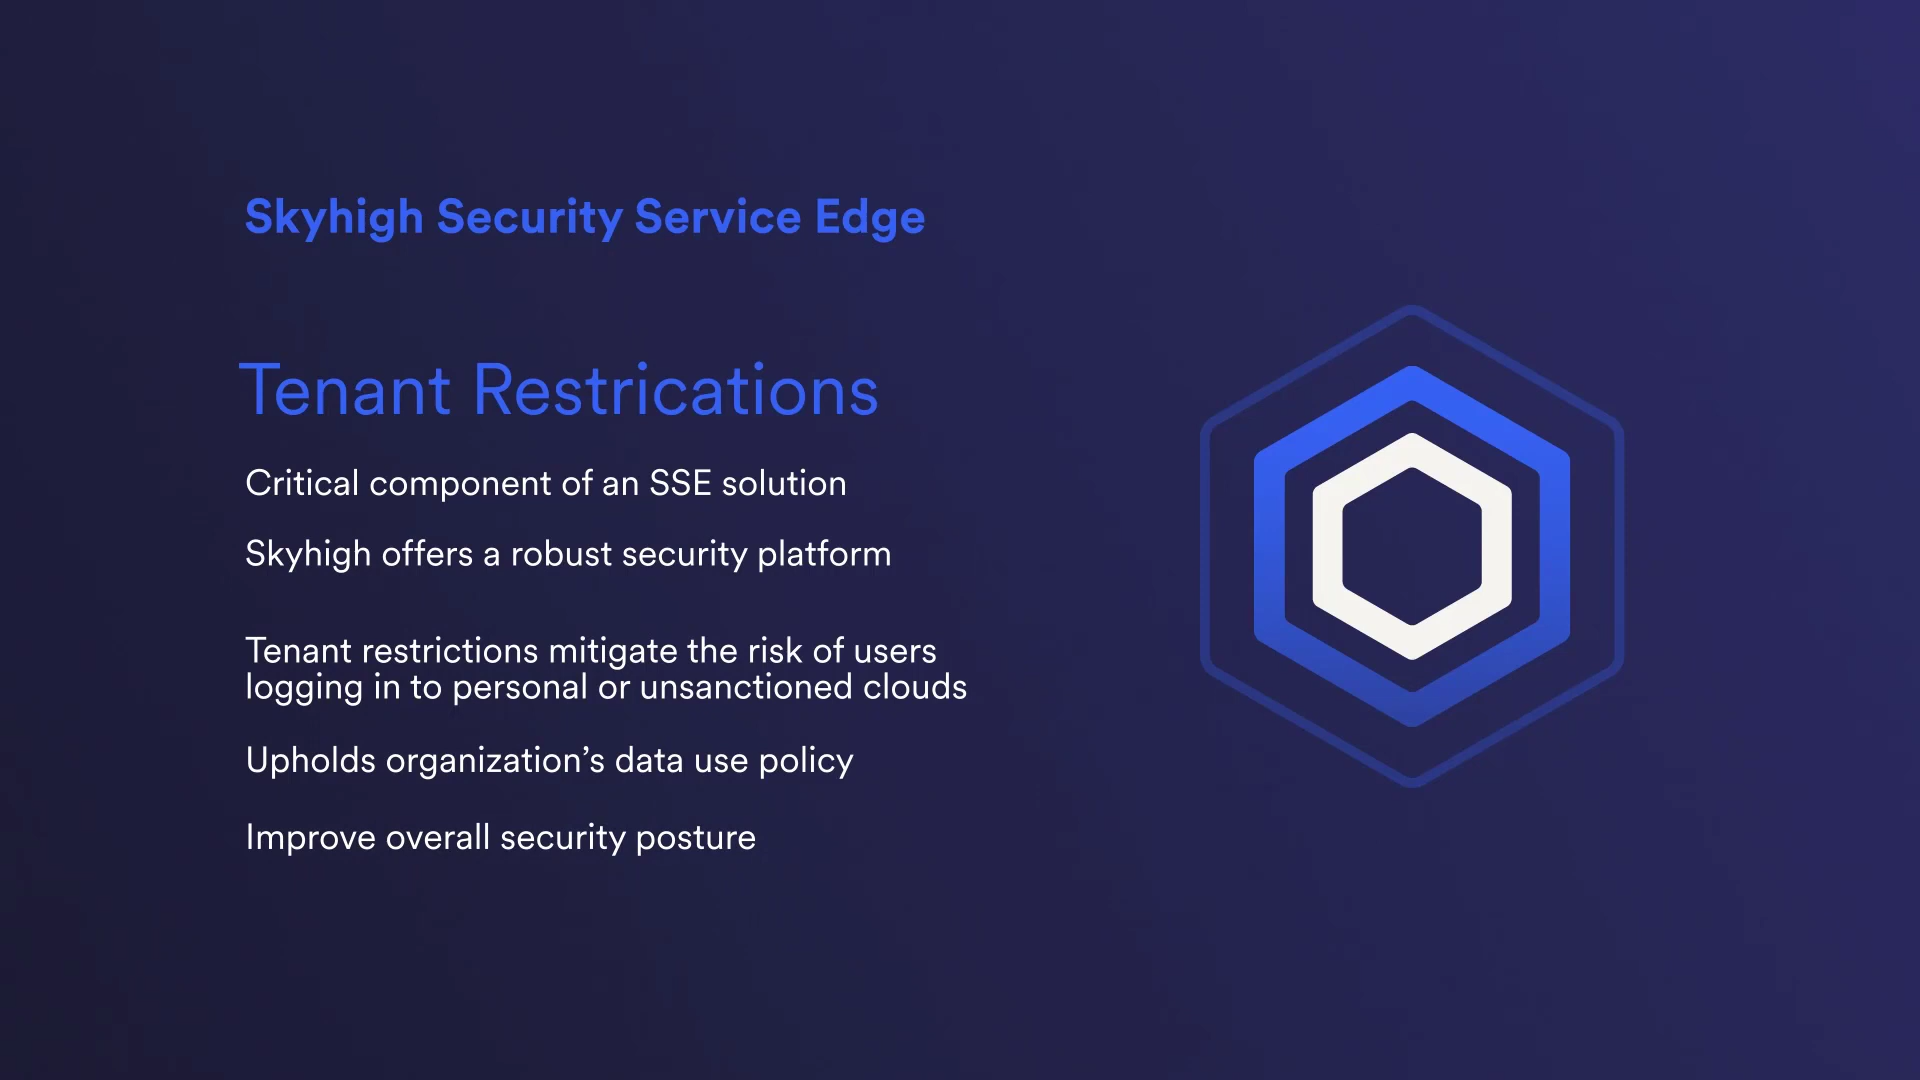 Skyhigh Security Service Edge
Tenant Restrications
Critical component of an SSE solution
Skyhigh offers a robust security platform
Tenant restrictions mitigate the risk of users
logging in to personal or unsanctioned clouds
Upholds organization’s data use policy
Improve overall security posture